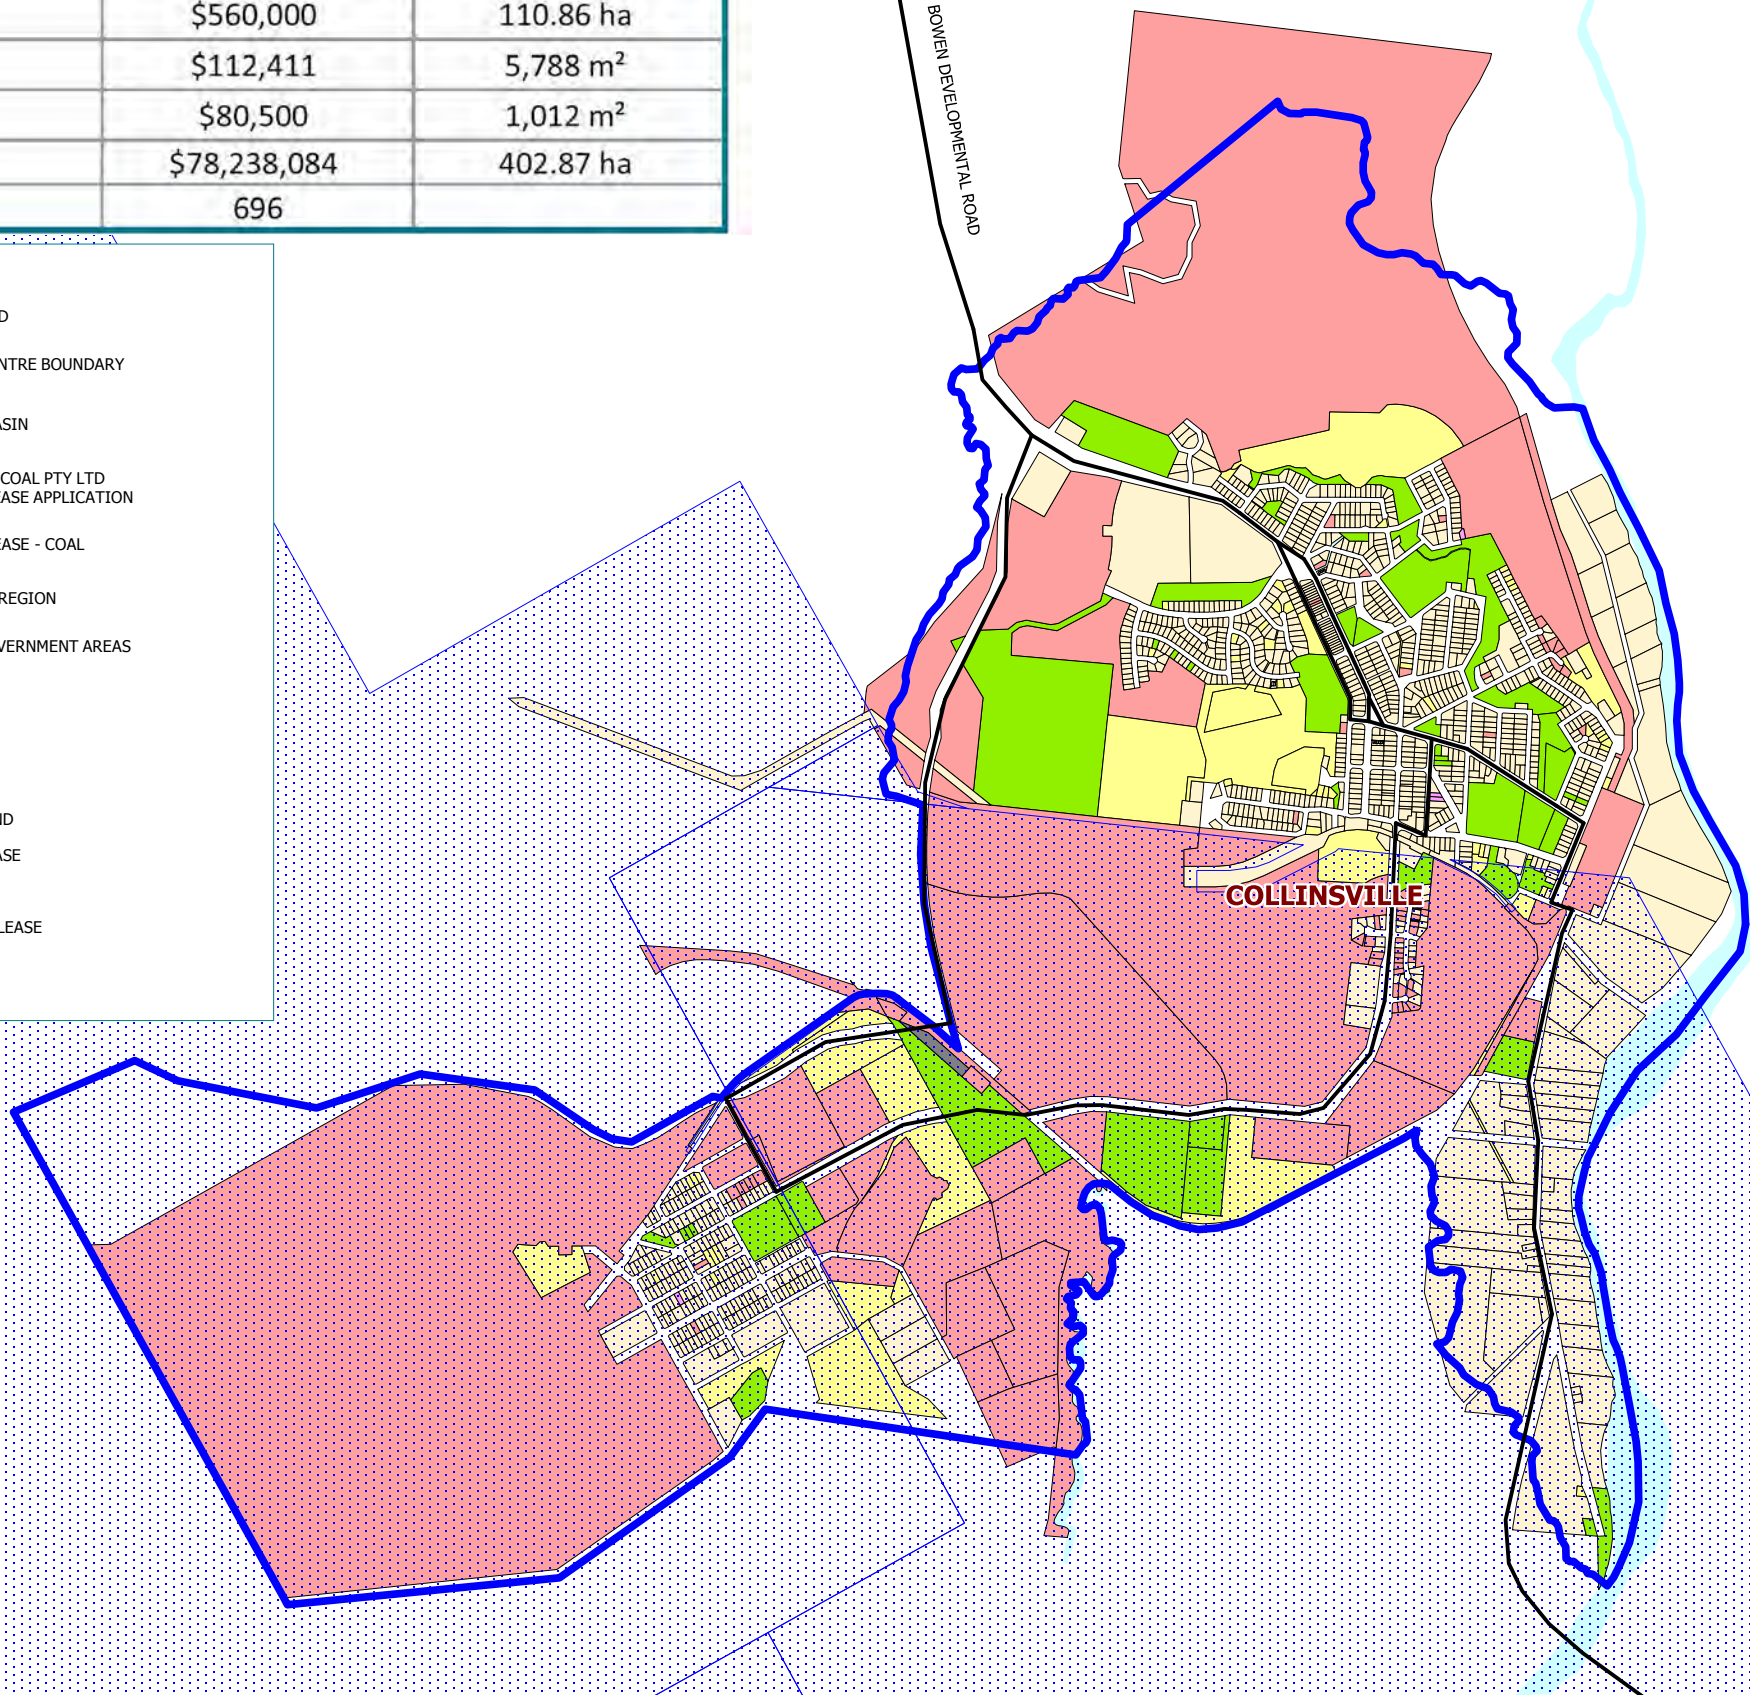 $560,000 110.86 ha
$112,411 5,788 m²
$80,500 1,012 m²
$78,238,084 402.87 ha
696
BOWEN DEVELOPMENTAL ROAD
D
NTRE BOUNDARY
ASIN
COAL PTY LTD
EASE APPLICATION
EASE - COAL
REGION
VERNMENT AREAS
ND
ASE
LEASE
COLLINSVILLE